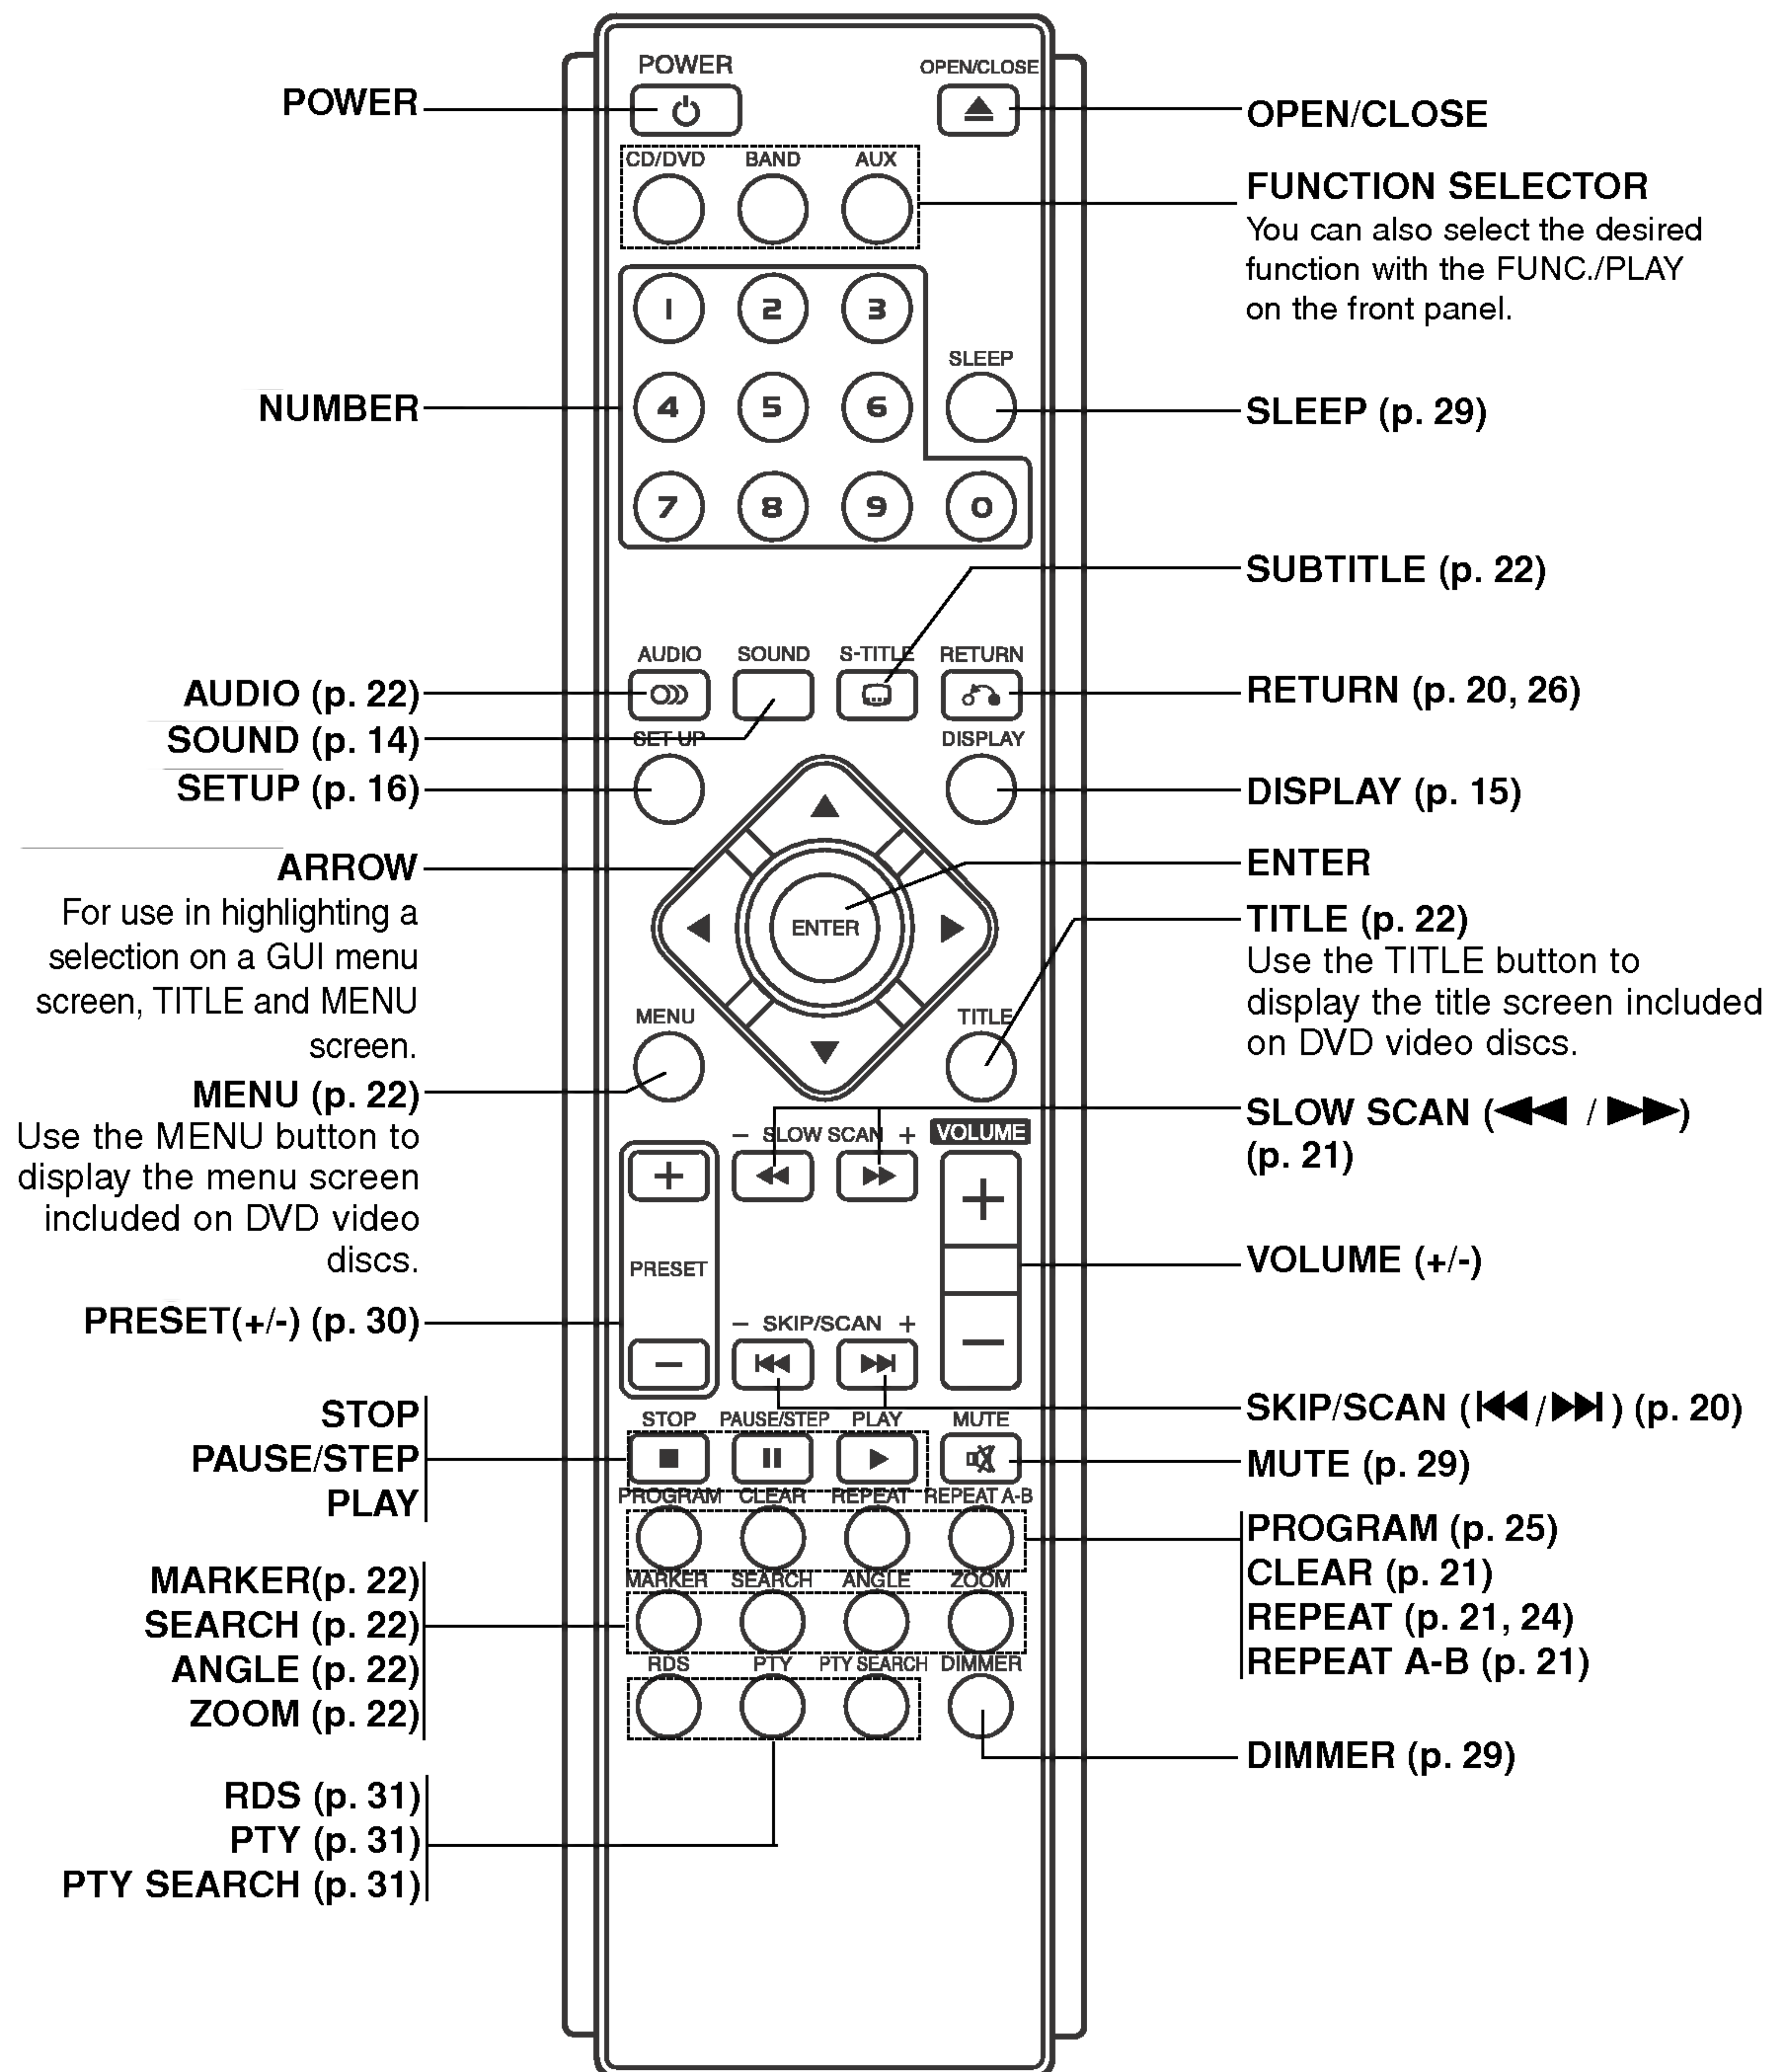 POWER
NUMBER
AUDIO (p. 22)
SOUND (p. 14)
SETUP (p. 16)
ARROW
For use in highlighting a
selection on a GUI menu
screen, TITLE and MENU
screen.
MENU (p. 22)
Use the MENU button to
display the menu screen
included on DVD video
discs.
PRESET(+/-) (p. 30)
STOP
PAUSE/STEP
PLAY
MARKER(p. 22)
SEARCH (p. 22)
ANGLE (p. 22)
ZOOM (p. 22)
RDS (p. 31)
PTY (p. 31)
PTY SEARCH (p. 31)
POWER OPEN/CLOSE
CD/DVD BAND AUX
1 2 3
SLEEP
4 5 6
7 8 9 0
AUDIO SOUND S-TITLE RETURN
SET UP DISPLAY
ENTER
MENU TITLE
– SLOW SCAN + VOLUME
+ +
PRESET
– SKIP/SCAN +
– –
STOP PAUSE/STEP PLAY MUTE
PROGRAM CLEAR REPEAT REPEAT A-B
MARKER SEARCH ANGLE ZOOM
RDS PTY PTY SEARCH DIMMER
OPEN/CLOSE
FUNCTION SELECTOR
You can also select the desired
function with the FUNC./PLAY
on the front panel.
SLEEP (p. 29)
SUBTITLE (p. 22)
RETURN (p. 20, 26)
DISPLAY (p. 15)
ENTER
TITLE (p. 22)
Use the TITLE button to
display the title screen included
on DVD video discs.
SLOW SCAN (◀◀ / ▶▶)
(p. 21)
VOLUME (+/-)
SKIP/SCAN (|◀◀/▶▶|) (p. 20)
MUTE (p. 29)
PROGRAM (p. 25)
CLEAR (p. 21)
REPEAT (p. 21, 24)
REPEAT A-B (p. 21)
DIMMER (p. 29)